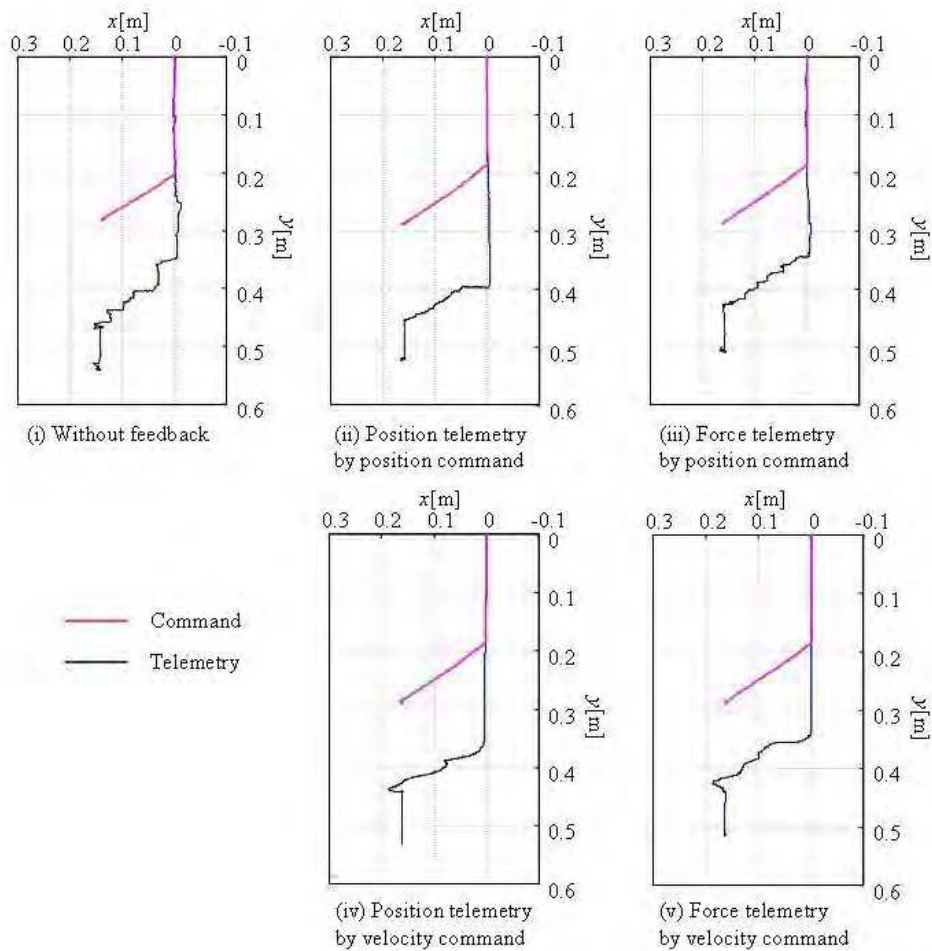 x[m]
0.3 0.2 0.1 0 -0.1
0
0.1
0.2
0.3
0.4
0.5
0.6
y[m]
(i) Without feedback
x[m]
0.3 0.2 0.1 0 -0.1
0
0.1
0.2
0.3
0.4
0.5
0.6
y[m]
(ii) Position telemetry
by position command
x[m]
0.3 0.2 0.1 0 -0.1
0
0.1
0.2
0.3
0.4
0.5
0.6
y[m]
(iii) Force telemetry
by position command
Command
Telemetry
x[m]
0.3 0.2 0.1 0 -0.1
0
0.1
0.2
0.3
0.4
0.5
0.6
y[m]
(iv) Position telemetry
by velocity command
x[m]
0.3 0.2 0.1 0 -0.1
0
0.1
0.2
0.3
0.4
0.5
0.6
y[m]
(v) Force telemetry
by velocity command